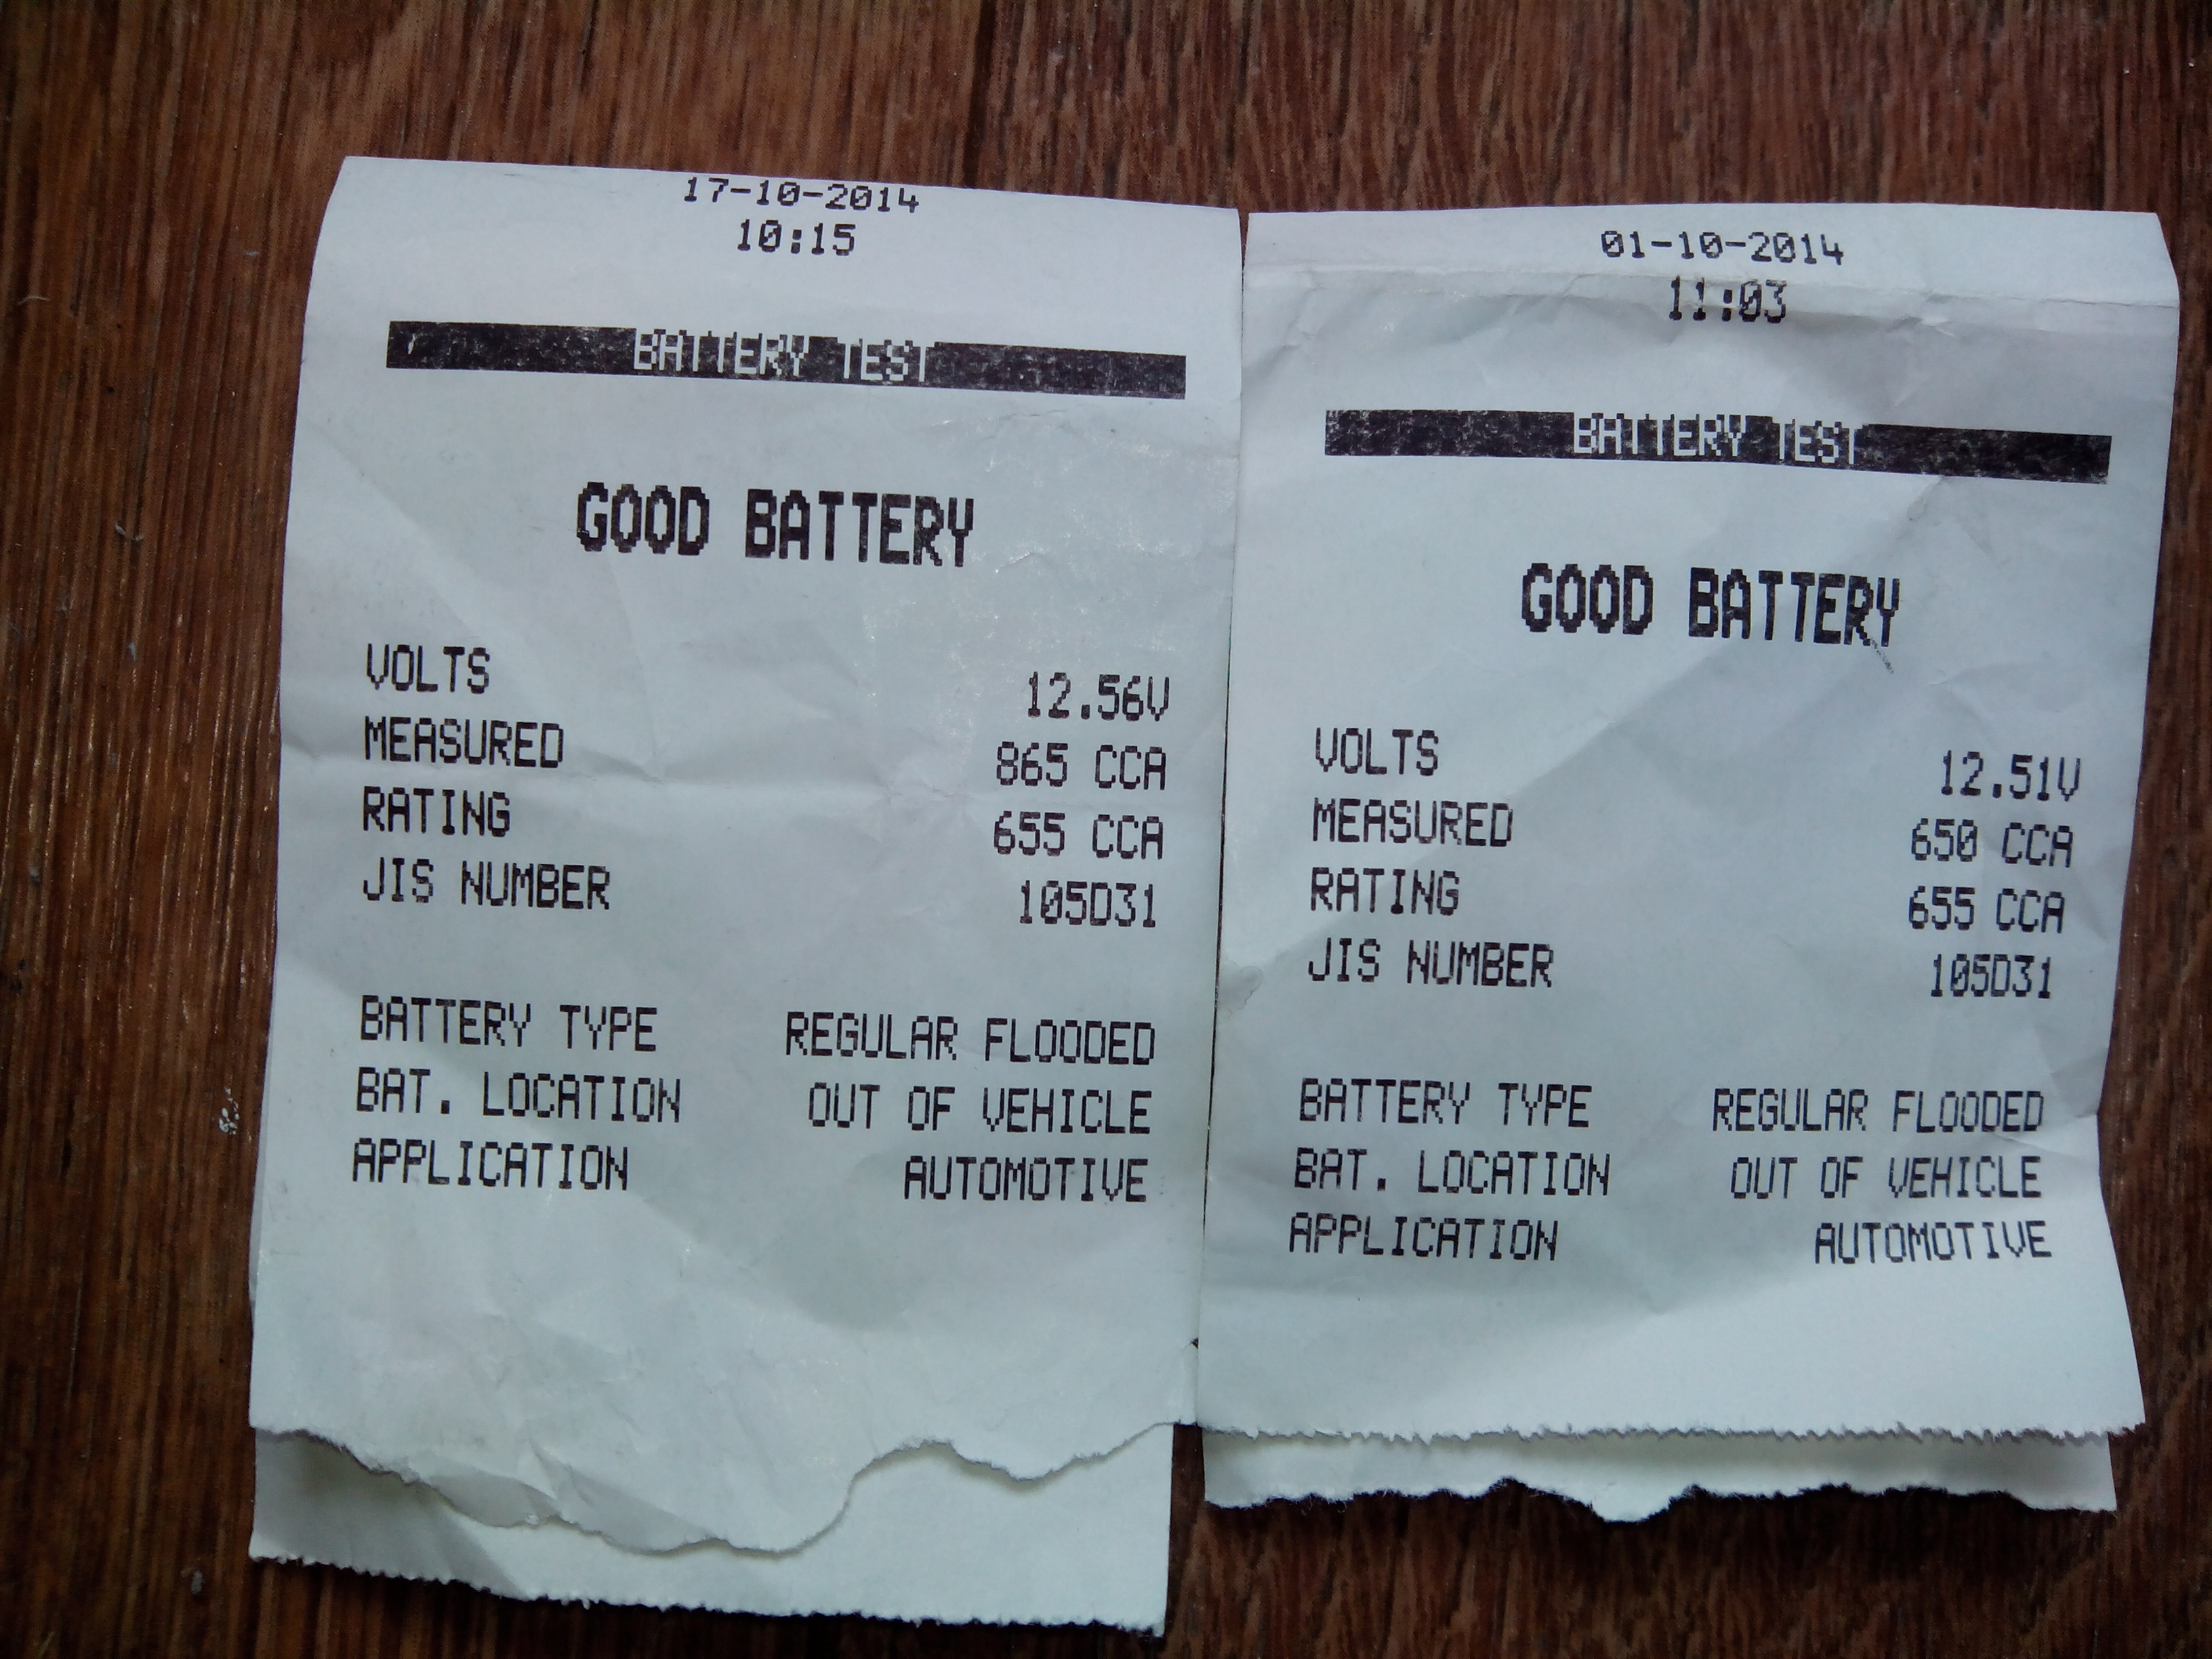 17-10-2014
10:15
BATTERY TEST
GOOD BATTERY
VOLTS 12.56V
MEASURED 865 CCA
RATING 655 CCA
JIS NUMBER 105D31
BATTERY TYPE REGULAR FLOODED
BAT. LOCATION OUT OF VEHICLE
APPLICATION AUTOMOTIVE
01-10-2014
11:03
BATTERY TEST
GOOD BATTERY
VOLTS 12.51V
MEASURED 650 CCA
RATING 655 CCA
JIS NUMBER 105D31
BATTERY TYPE REGULAR FLOODED
BAT. LOCATION OUT OF VEHICLE
APPLICATION AUTOMOTIVE